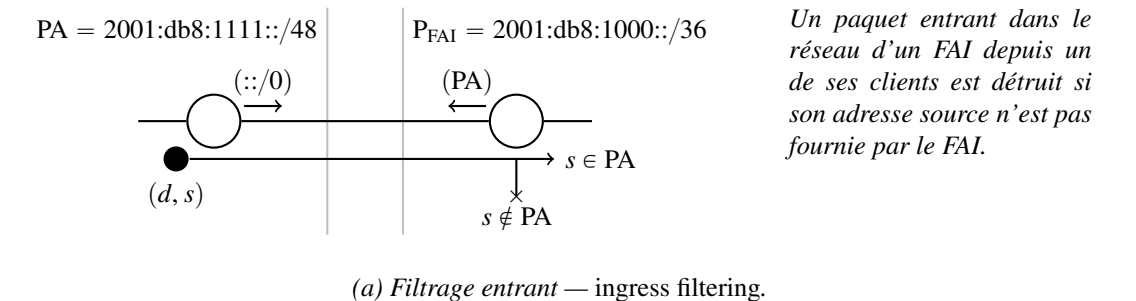 PA = 2001:db8:1111::/48
P_FAI = 2001:db8:1000::/36
(::/0)
(PA)
(d, s)
s ∈ PA
s ∉ PA
Un paquet entrant dans le
réseau d'un FAI depuis un
de ses clients est détruit si
son adresse source n'est pas
fournie par le FAI.
(a) Filtrage entrant — ingress filtering.